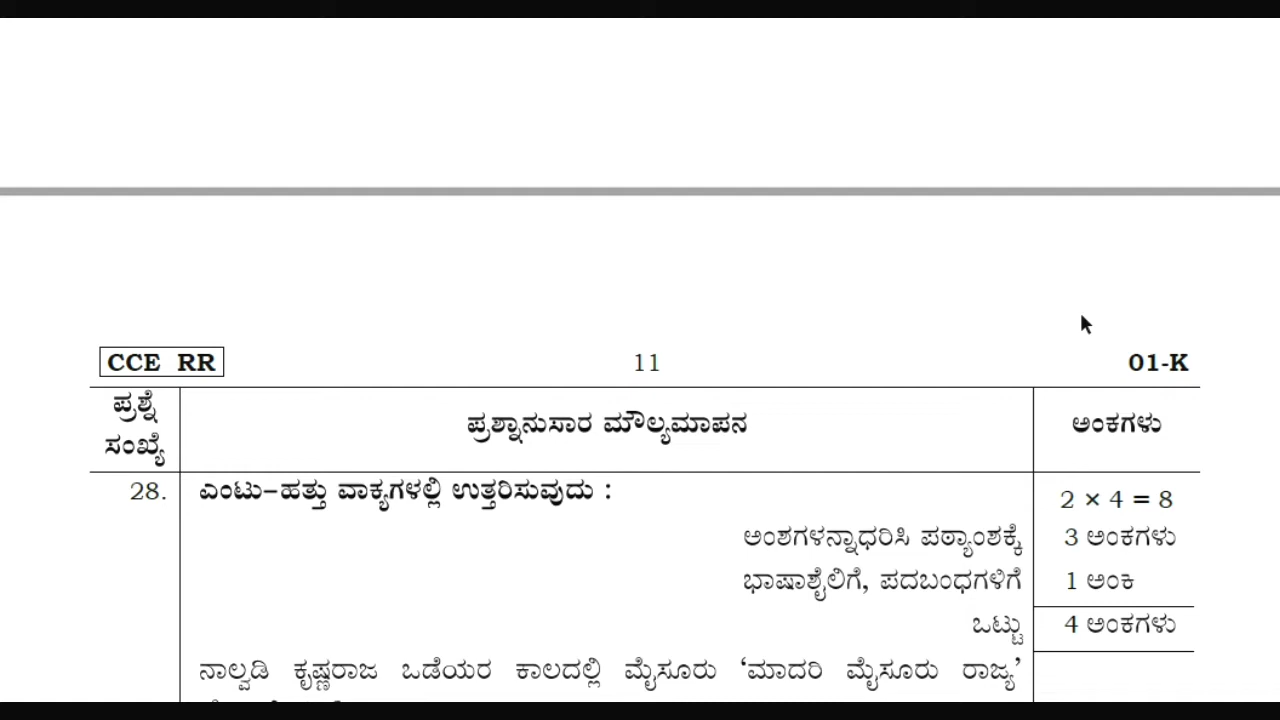 CCE RR 11 01-K
ಪ್ರಶ್ನೆ ಸಂಖ್ಯೆ ಪ್ರಶ್ನಾನುಸಾರ ಮೌಲ್ಯಮಾಪನ ಅಂಕಗಳು
28. ಎಂಟು–ಹತ್ತು ವಾಕ್ಯಗಳಲ್ಲಿ ಉತ್ತರಿಸುವುದು : 2 × 4 = 8
ಅಂಶಗಳನ್ನಾಧರಿಸಿ ಪಠ್ಯಾಂಶಕ್ಕೆ 3 ಅಂಕಗಳು
ಭಾಷಾಶೈಲಿಗೆ, ಪದಬಂಧಗಳಿಗೆ 1 ಅಂಕಿ
ಒಟ್ಟು 4 ಅಂಕಗಳು
ನಾಲ್ವಡಿ ಕೃಷ್ಣರಾಜ ಒಡೆಯರ ಕಾಲದಲ್ಲಿ ಮೈಸೂರು ‘ಮಾದರಿ ಮೈಸೂರು ರಾಜ್ಯ’